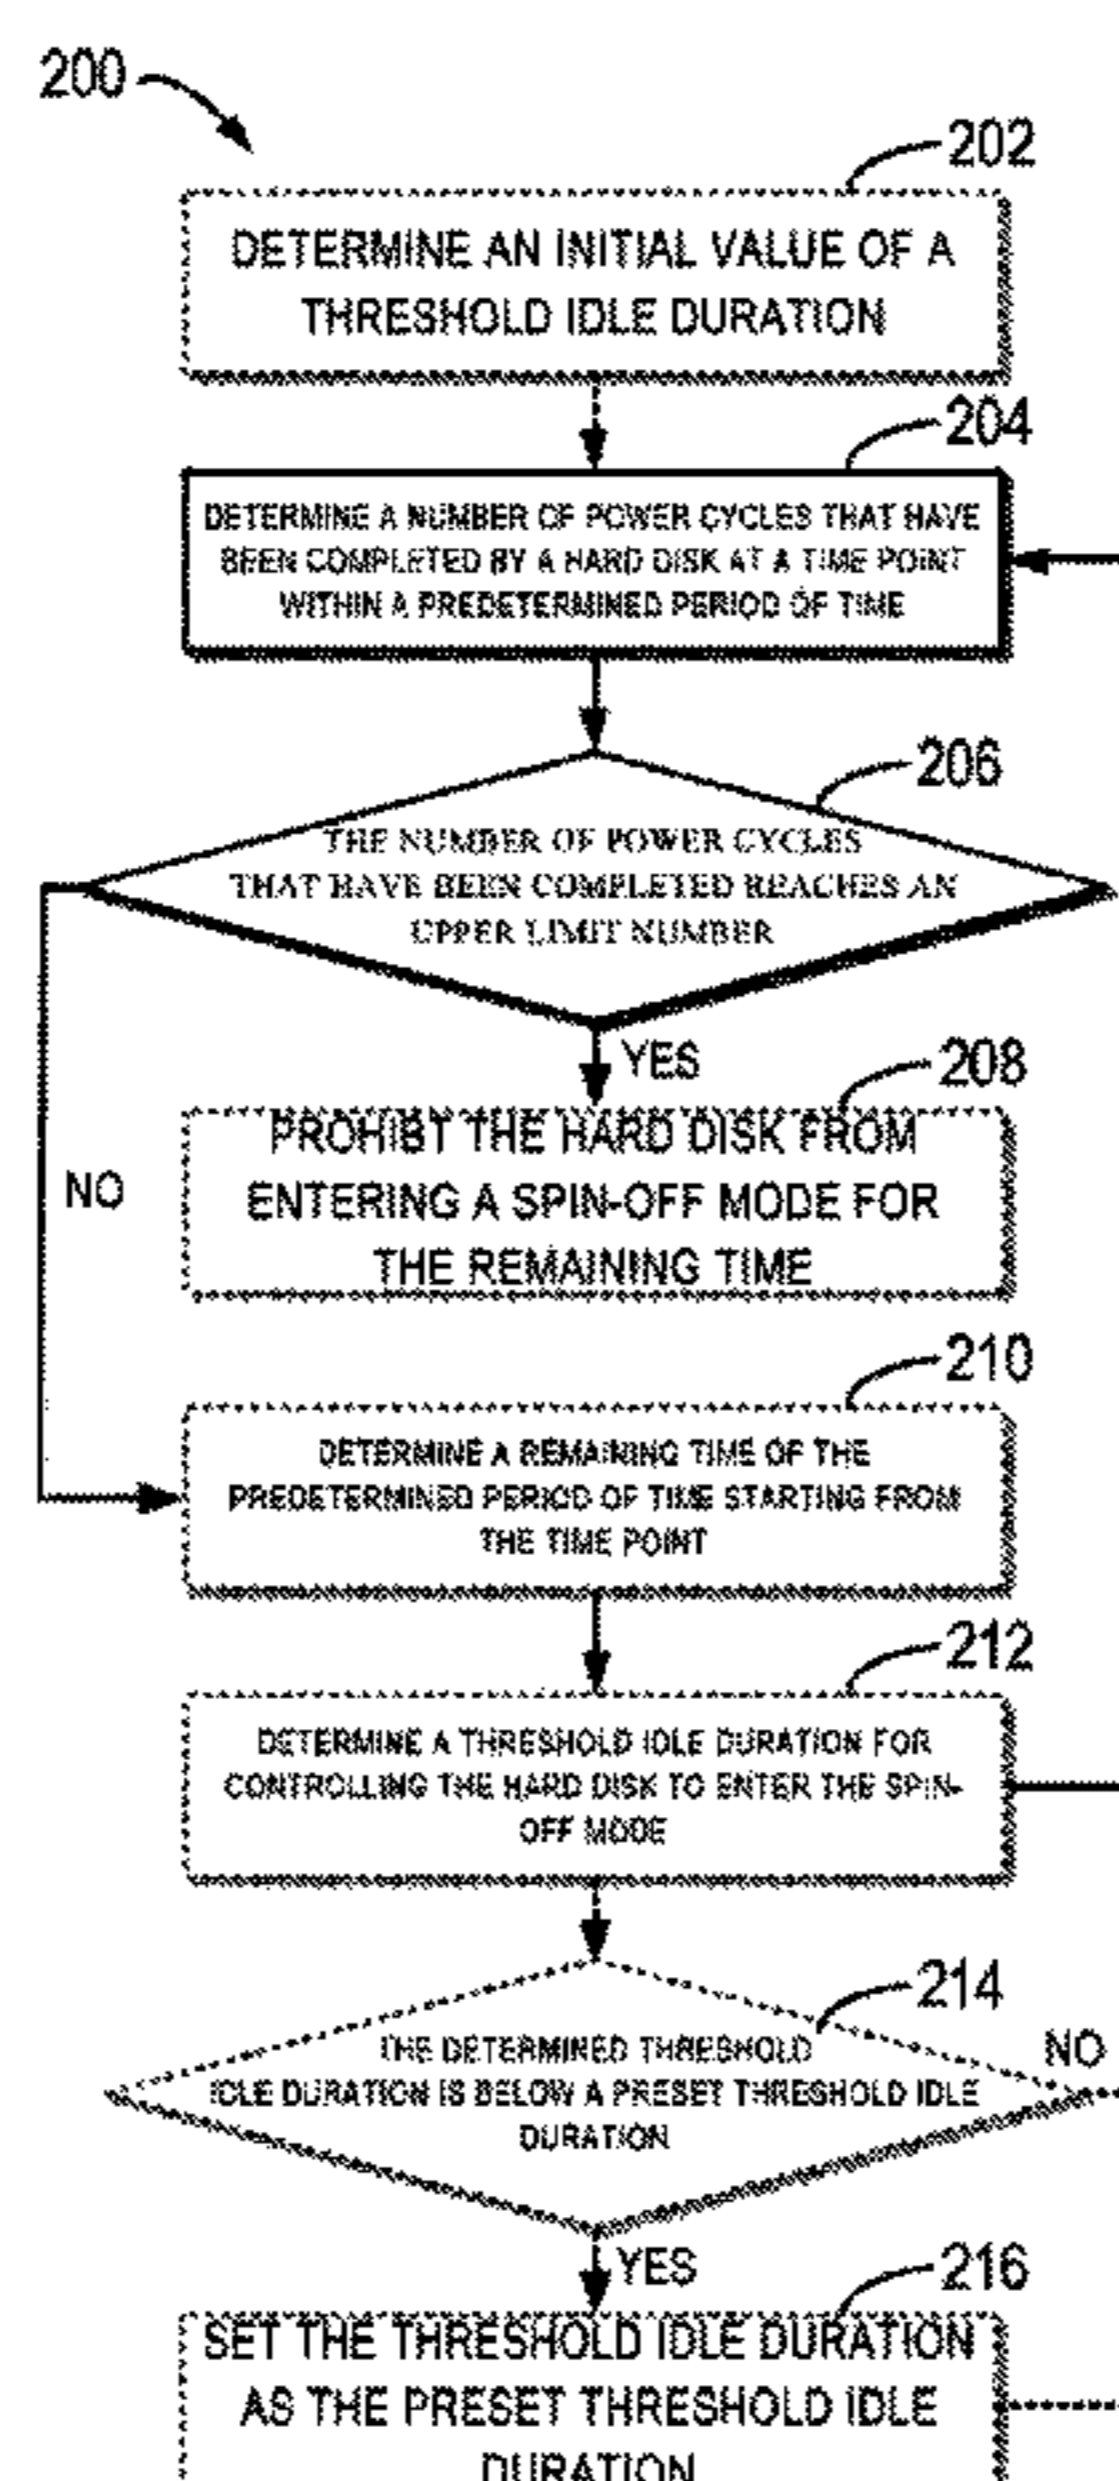 200
202
DETERMINE AN INITIAL VALUE OF A
THRESHOLD IDLE DURATION
204
DETERMINE A NUMBER OF POWER CYCLES THAT HAVE
BEEN COMPLETED BY A HARD DISK AT A TIME POINT
WITHIN A PREDETERMINED PERIOD OF TIME
206
THE NUMBER OF POWER CYCLES
THAT HAVE BEEN COMPLETED REACHES AN
UPPER LIMIT NUMBER
YES
208
PROHIBT THE HARD DISK FROM
ENTERING A SPIN-OFF MODE FOR
THE REMAINING TIME
NO
210
DETERMINE A REMAINING TIME OF THE
PREDETERMINED PERIOD OF TIME STARTING FROM
THE TIME POINT
212
DETERMINE A THRESHOLD IDLE DURATION FOR
CONTROLLING THE HARD DISK TO ENTER THE SPIN-
OFF MODE
214
THE DETERMINED THRESHOLD
IDLE DURATION IS BELOW A PRESET THRESHOLD IDLE
DURATION
NO
YES
216
SET THE THRESHOLD IDLE DURATION
AS THE PRESET THRESHOLD IDLE
DURATION